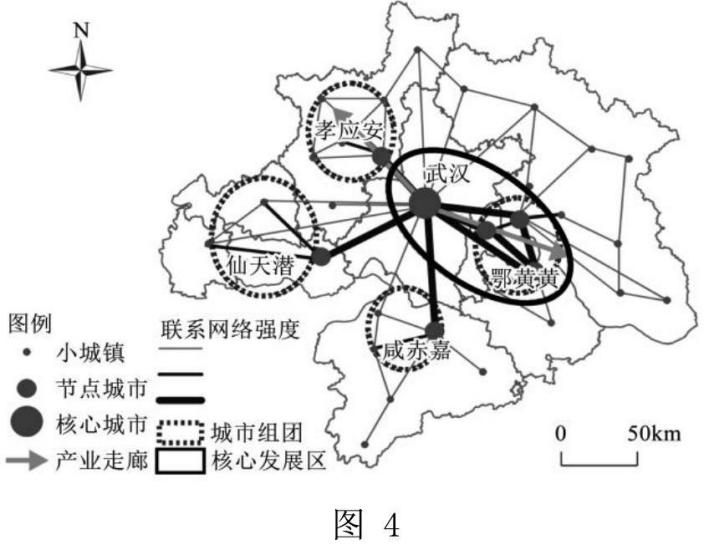 N
孝应安
武汉
仙天潜
鄂黄黄
咸赤嘉
图例
联系网络强度
小城镇
节点城市
核心城市
城市组团
产业走廊
核心发展区
0 50km
图 4